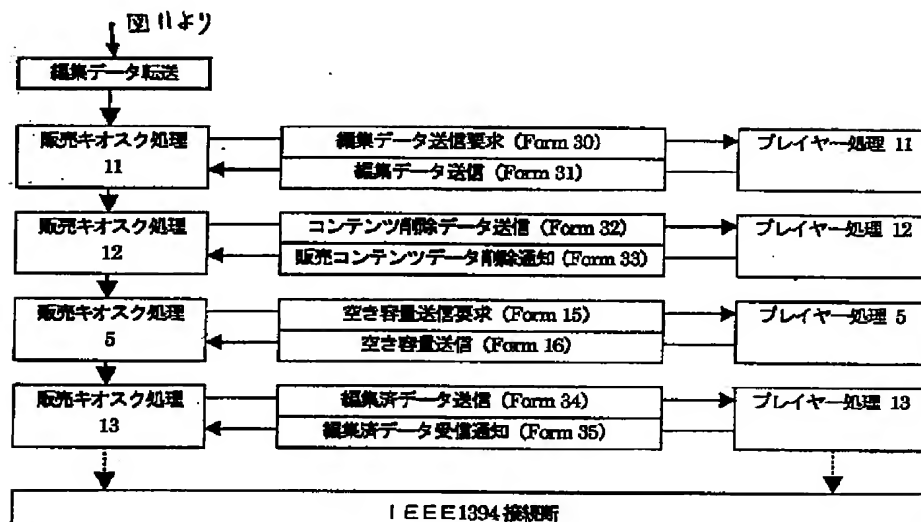 図11より
編集データ転送
販売キオスク処理
11
編集データ送信要求 (Form 30)
編集データ送信 (Form 31)
プレイヤー処理 11
販売キオスク処理
12
コンテンツ削除データ送信 (Form 32)
販売コンテンツデータ削除通知 (Form 33)
プレイヤー処理 12
販売キオスク処理
5
空き容量送信要求 (Form 15)
空き容量送信 (Form 16)
プレイヤー処理 5
販売キオスク処理
13
編集済データ送信 (Form 34)
編集済データ受信通知 (Form 35)
プレイヤー処理 13
IEEE1394 接続断